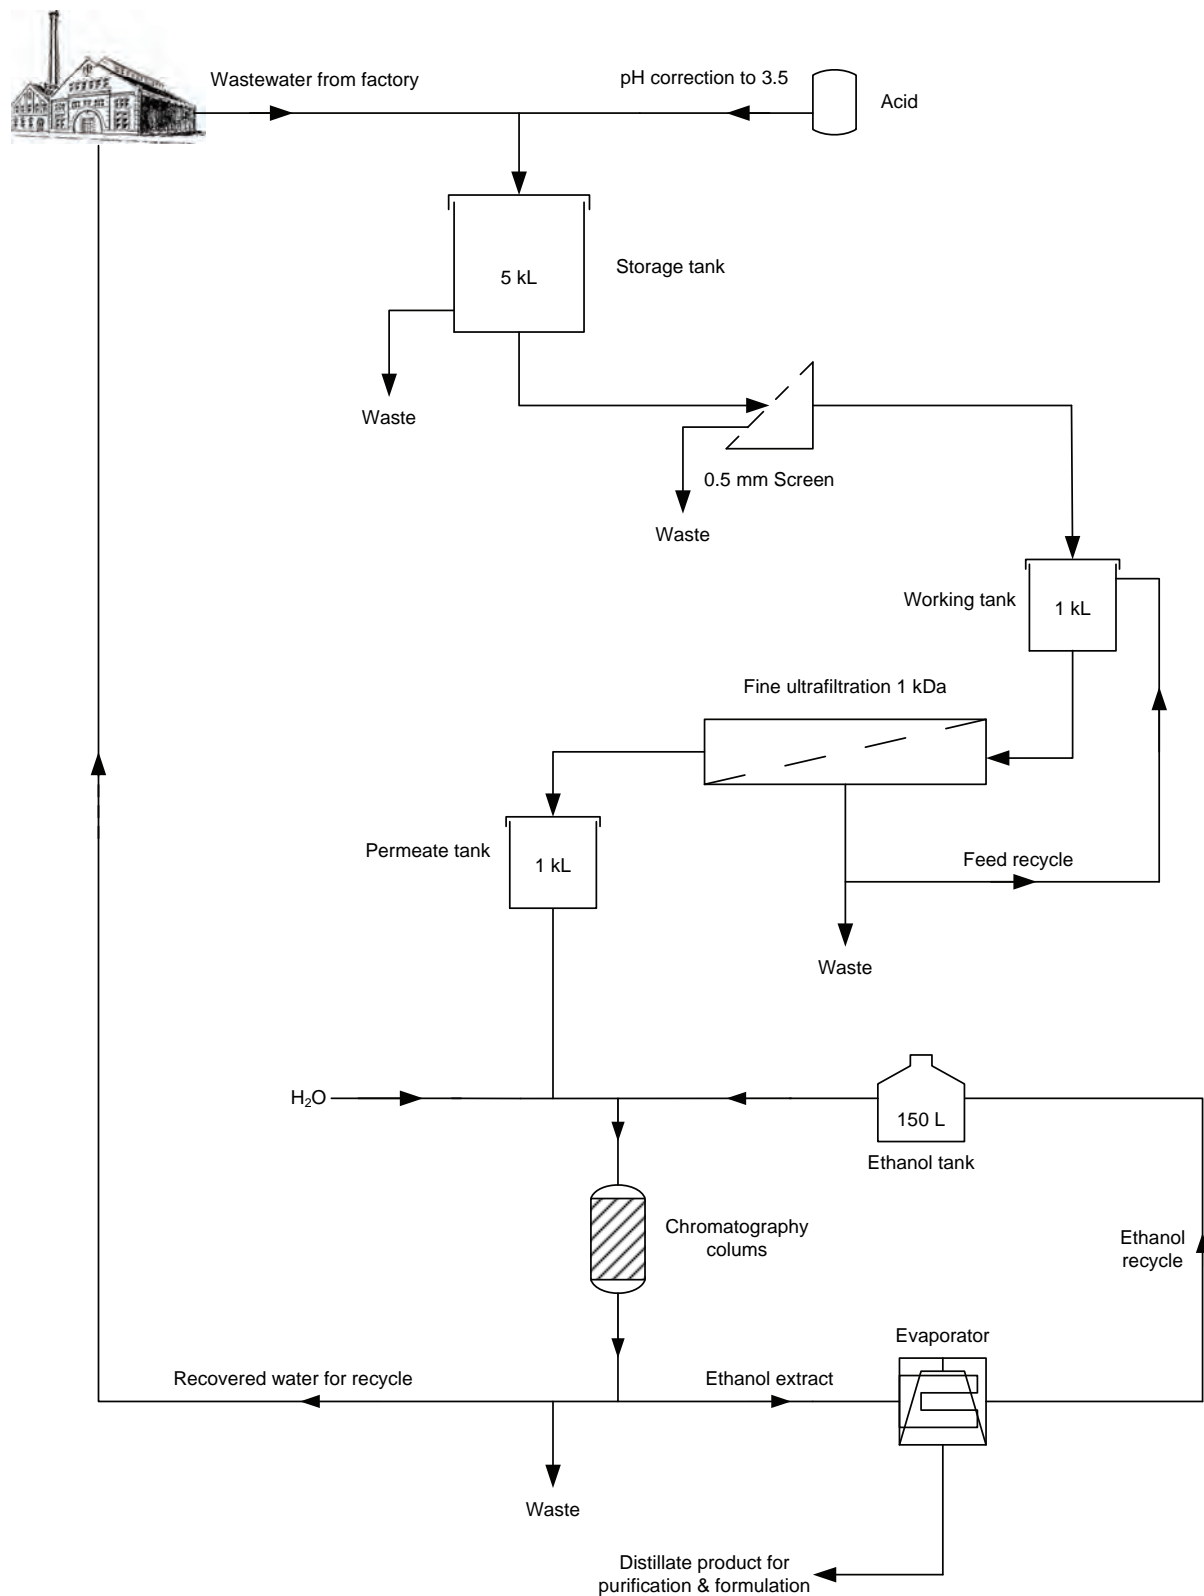 Wastewater from factory
pH correction to 3.5
Acid
5 kL
Storage tank
Waste
0.5 mm Screen
Waste
Working tank
1 kL
Fine ultrafiltration 1 kDa
Permeate tank
1 kL
Feed recycle
Waste
H₂O
150 L
Ethanol tank
Chromatography
colums
Ethanol
recycle
Evaporator
Recovered water for recycle
Ethanol extract
Waste
Distillate product for
purification & formulation